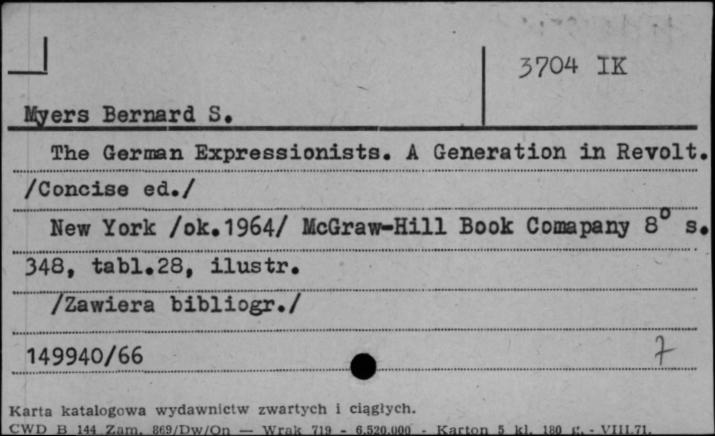 3704 IK
Myers Bernard S.
The German Expressionists. A Generation in Revolt.
/Concise ed./
New York /ok.1964/ McGraw-Hill Book Comapany 8° s.
348, tabl.28, ilustr.
/Zawiera bibliogr./
149940/66 7
Karta katalogowa wydawnictw zwartych i ciągłych.
CWD B 144 Zam. 869/Dw/On — Wrak 719 - 6.520.000 - Karton 5 kl. 180 g. - VIII.71.